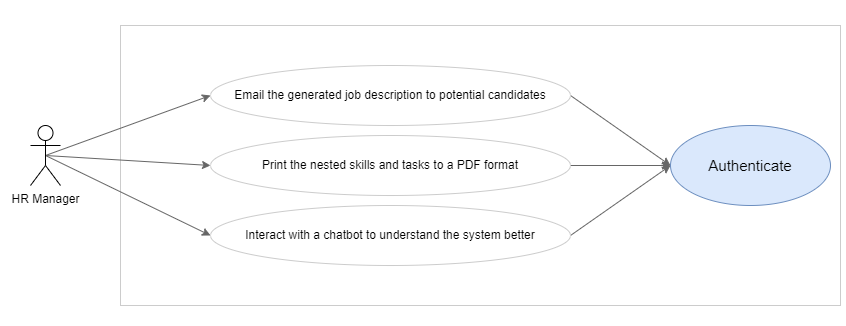 Email the generated job description to potential candidates
Print the nested skills and tasks to a PDF format
Authenticate
HR Manager
Interact with a chatbot to understand the system better